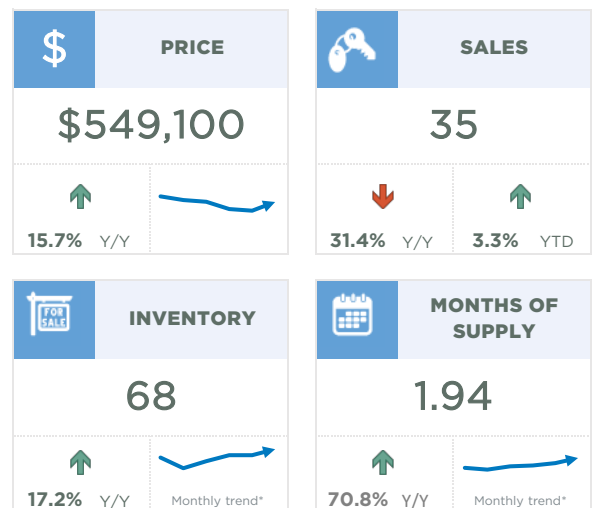 $
PRICE
$549,100
15.7% Y/Y
SALES
35
31.4% Y/Y
3.3% YTD
FOR
SALE
INVENTORY
68
17.2% Y/Y
Monthly trend*
MONTHS OF
SUPPLY
1.94
70.8% Y/Y
Monthly trend*